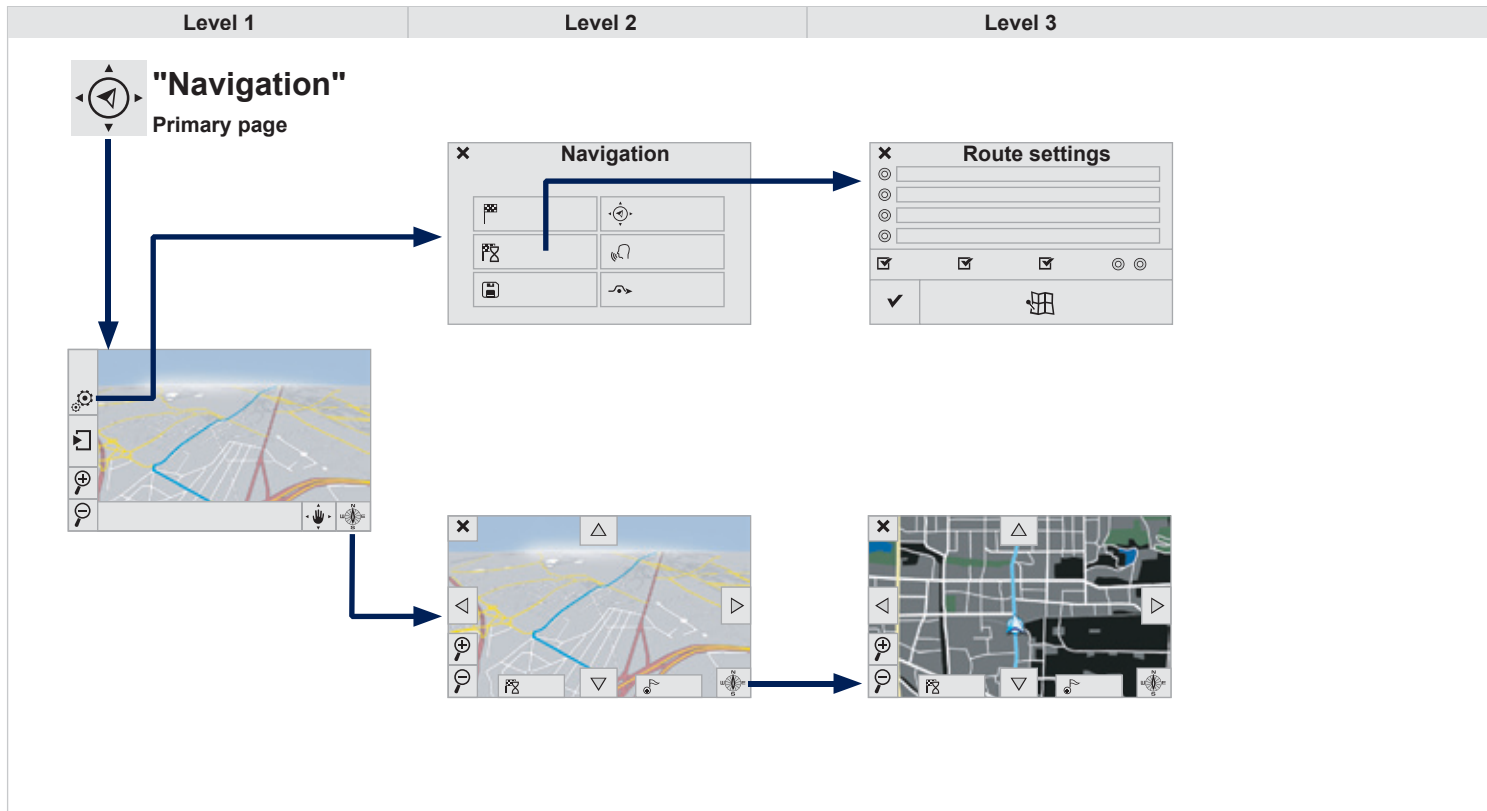 Level 1
Level 2
Level 3
"Navigation"
Primary page
Navigation
Route settings
N
S
N
S
N
S